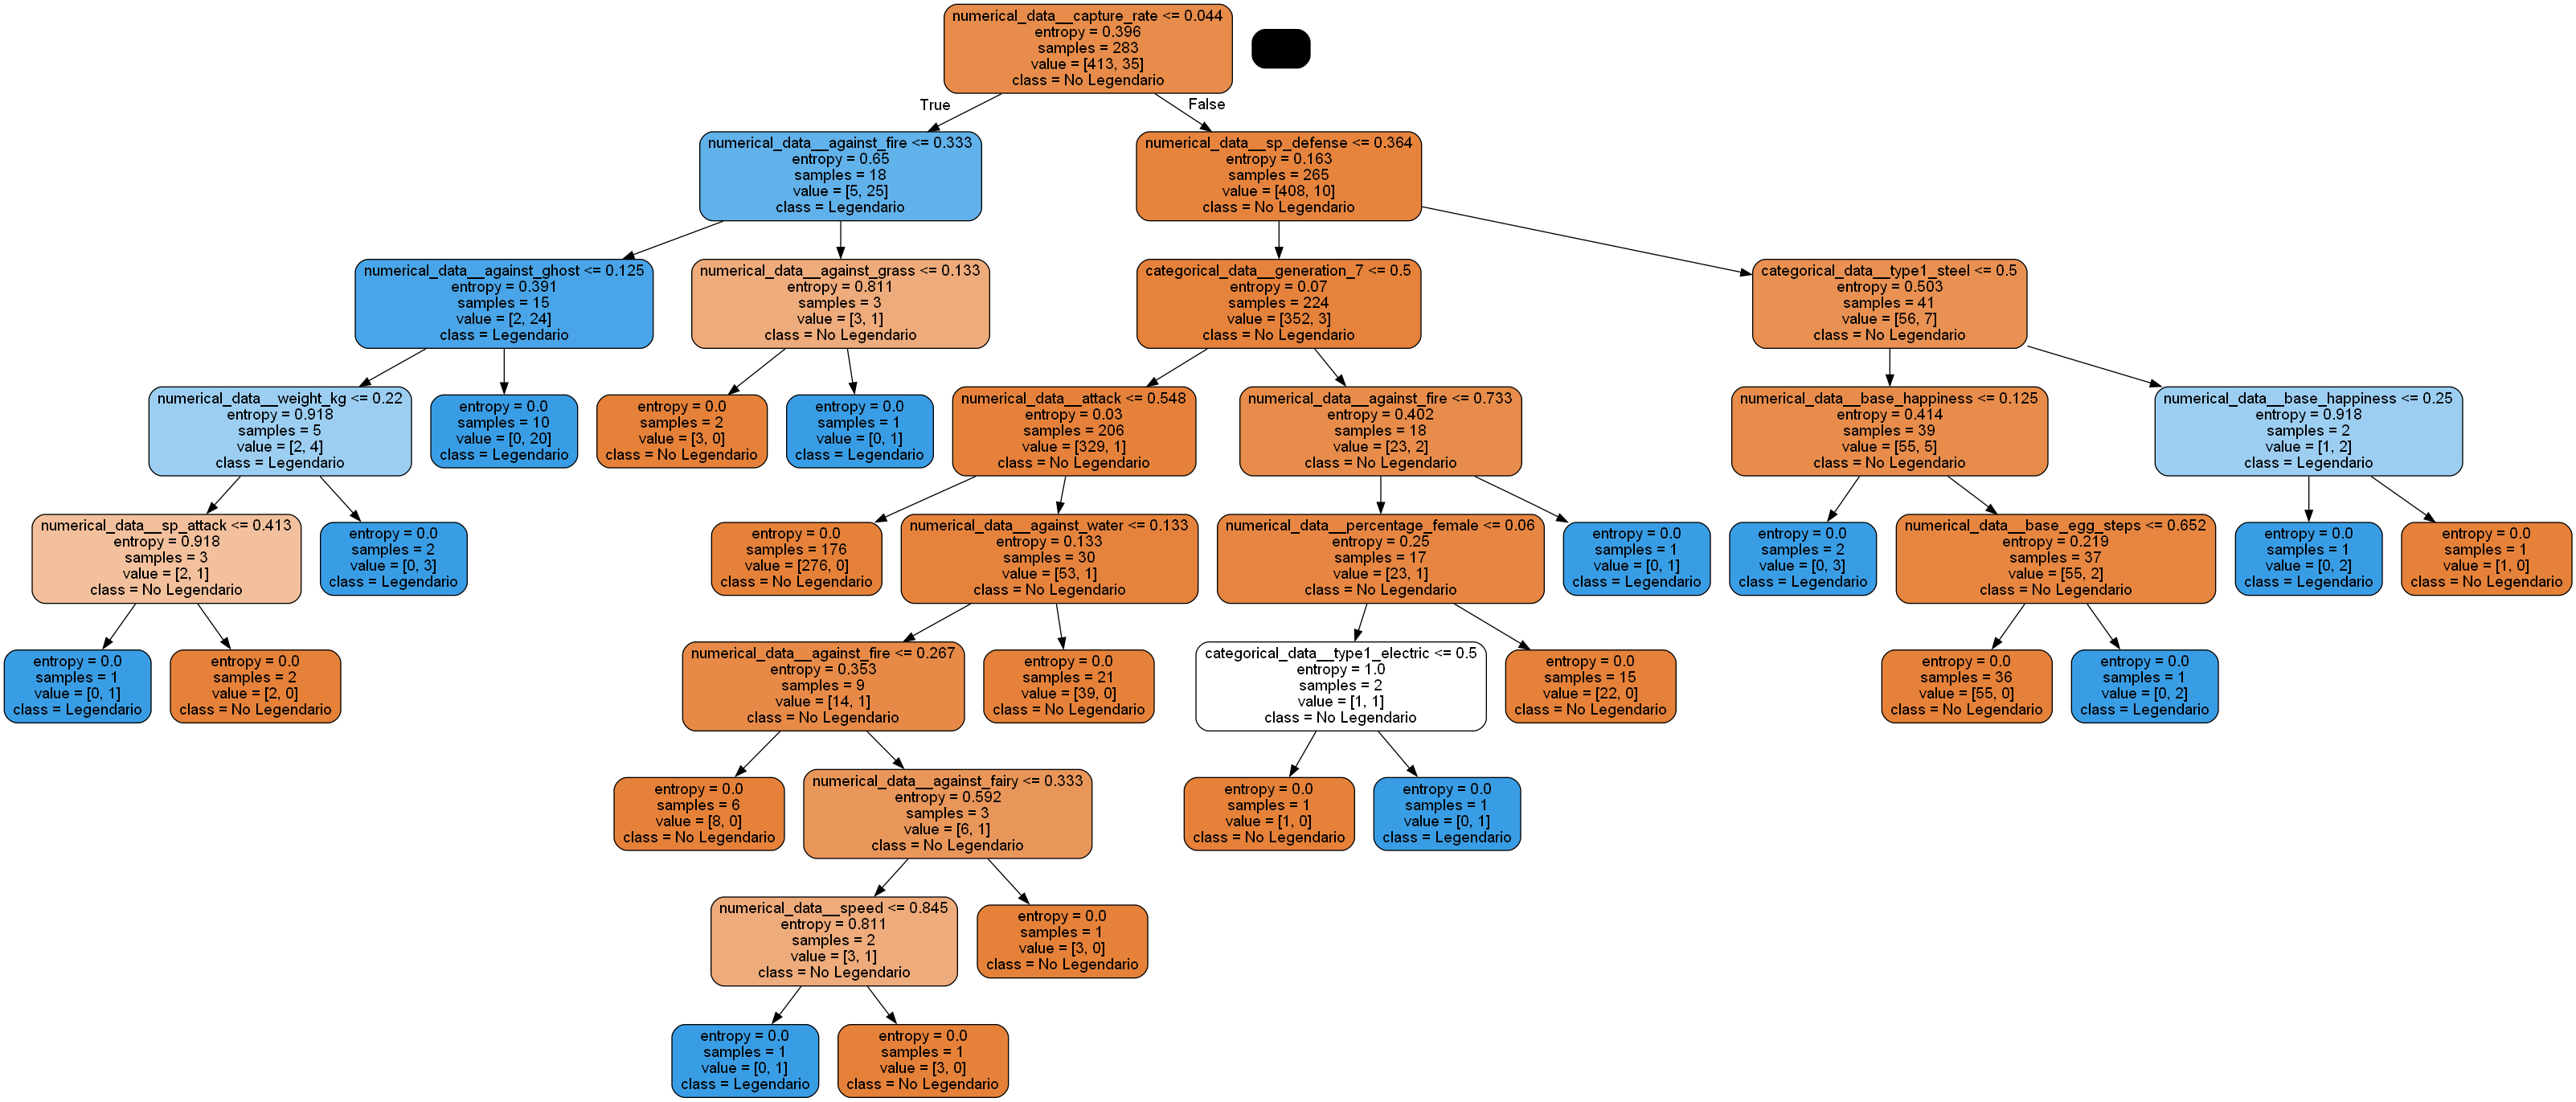 numerical_data__capture_rate <= 0.044
entropy = 0.396
samples = 283
value = [413, 35]
class = No Legendario
True
False
numerical_data__against_fire <= 0.333
entropy = 0.65
samples = 18
value = [5, 25]
class = Legendario
numerical_data__sp_defense <= 0.364
entropy = 0.163
samples = 265
value = [408, 10]
class = No Legendario
numerical_data__against_ghost <= 0.125
entropy = 0.391
samples = 15
value = [2, 24]
class = Legendario
numerical_data__against_grass <= 0.133
entropy = 0.811
samples = 3
value = [3, 1]
class = No Legendario
categorical_data__generation_7 <= 0.5
entropy = 0.07
samples = 224
value = [352, 3]
class = No Legendario
categorical_data__type1_steel <= 0.5
entropy = 0.503
samples = 41
value = [56, 7]
class = No Legendario
numerical_data__weight_kg <= 0.22
entropy = 0.918
samples = 5
value = [2, 4]
class = Legendario
entropy = 0.0
samples = 10
value = [0, 20]
class = Legendario
entropy = 0.0
samples = 2
value = [3, 0]
class = No Legendario
entropy = 0.0
samples = 1
value = [0, 1]
class = Legendario
numerical_data__attack <= 0.548
entropy = 0.03
samples = 206
value = [329, 1]
class = No Legendario
numerical_data__against_fire <= 0.733
entropy = 0.402
samples = 18
value = [23, 2]
class = No Legendario
numerical_data__base_happiness <= 0.125
entropy = 0.414
samples = 39
value = [55, 5]
class = No Legendario
numerical_data__base_happiness <= 0.25
entropy = 0.918
samples = 2
value = [1, 2]
class = Legendario
numerical_data__sp_attack <= 0.413
entropy = 0.918
samples = 3
value = [2, 1]
class = No Legendario
entropy = 0.0
samples = 2
value = [0, 3]
class = Legendario
entropy = 0.0
samples = 176
value = [276, 0]
class = No Legendario
numerical_data__against_water <= 0.133
entropy = 0.133
samples = 30
value = [53, 1]
class = No Legendario
numerical_data__percentage_female <= 0.06
entropy = 0.25
samples = 17
value = [23, 1]
class = No Legendario
entropy = 0.0
samples = 1
value = [0, 1]
class = Legendario
entropy = 0.0
samples = 2
value = [0, 3]
class = Legendario
numerical_data__base_egg_steps <= 0.652
entropy = 0.219
samples = 37
value = [55, 2]
class = No Legendario
entropy = 0.0
samples = 1
value = [0, 2]
class = Legendario
entropy = 0.0
samples = 1
value = [1, 0]
class = No Legendario
entropy = 0.0
samples = 1
value = [0, 1]
class = Legendario
entropy = 0.0
samples = 2
value = [2, 0]
class = No Legendario
numerical_data__against_fire <= 0.267
entropy = 0.353
samples = 9
value = [14, 1]
class = No Legendario
entropy = 0.0
samples = 21
value = [39, 0]
class = No Legendario
categorical_data__type1_electric <= 0.5
entropy = 1.0
samples = 2
value = [1, 1]
class = No Legendario
entropy = 0.0
samples = 15
value = [22, 0]
class = No Legendario
entropy = 0.0
samples = 36
value = [55, 0]
class = No Legendario
entropy = 0.0
samples = 1
value = [0, 2]
class = Legendario
entropy = 0.0
samples = 6
value = [8, 0]
class = No Legendario
numerical_data__against_fairy <= 0.333
entropy = 0.592
samples = 3
value = [6, 1]
class = No Legendario
entropy = 0.0
samples = 1
value = [1, 0]
class = No Legendario
entropy = 0.0
samples = 1
value = [0, 1]
class = Legendario
numerical_data__speed <= 0.845
entropy = 0.811
samples = 2
value = [3, 1]
class = No Legendario
entropy = 0.0
samples = 1
value = [3, 0]
class = No Legendario
entropy = 0.0
samples = 1
value = [0, 1]
class = Legendario
entropy = 0.0
samples = 1
value = [3, 0]
class = No Legendario